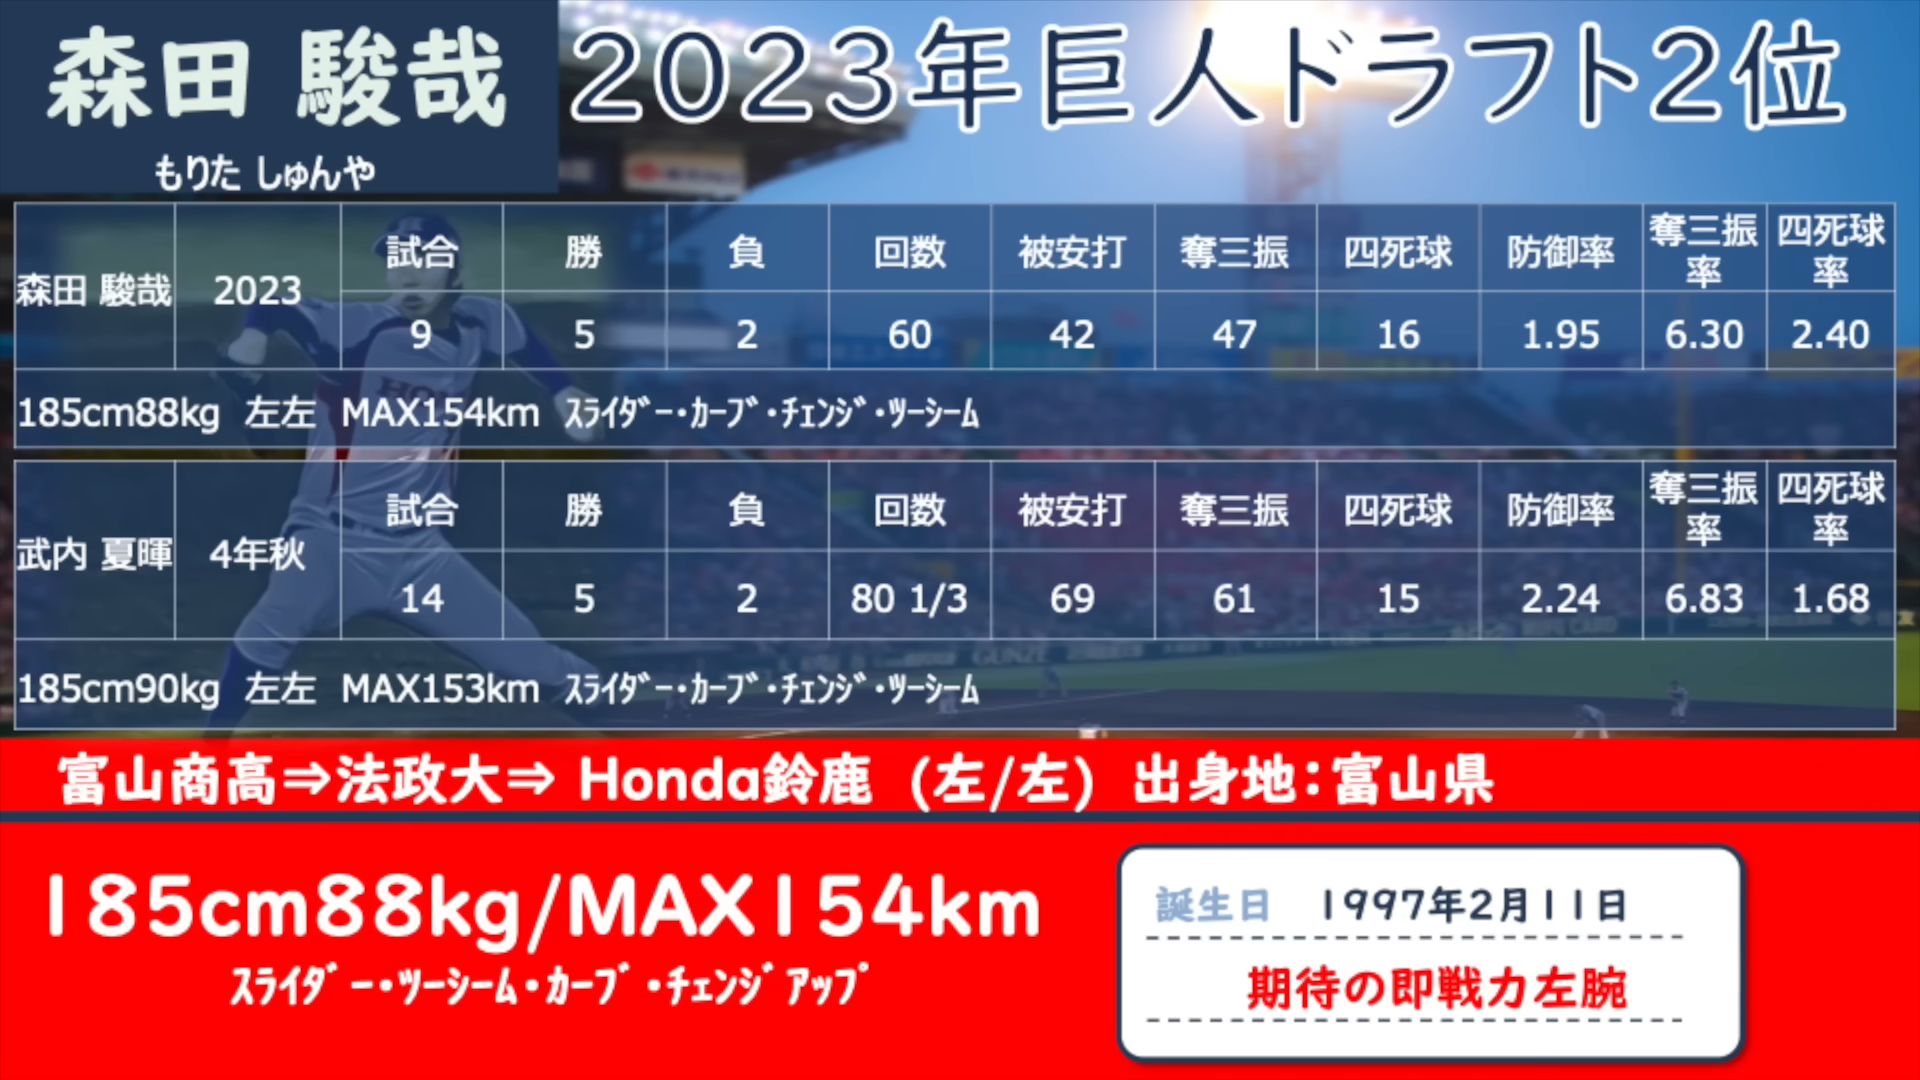 森田 駿哉
もりた しゅんや
2023年巨人ドラフト2位
森田 駿哉 2023 試合 勝 負 回数 被安打 奪三振 四死球 防御率 奪三振率 四死球率
9 5 2 60 42 47 16 1.95 6.30 2.40
185cm88kg 左左 MAX154km ｽﾗｲﾀﾞｰ・ｶｰﾌﾞ・ﾁｪﾝｼﾞ・ﾂｰｼｰﾑ
武内 夏暉 4年秋 試合 勝 負 回数 被安打 奪三振 四死球 防御率 奪三振率 四死球率
14 5 2 80 1/3 69 61 15 2.24 6.83 1.68
185cm90kg 左左 MAX153km ｽﾗｲﾀﾞｰ・ｶｰﾌﾞ・ﾁｪﾝｼﾞ・ﾂｰｼｰﾑ
富山商高⇒法政大⇒ Honda鈴鹿 (左/左) 出身地：富山県
185cm88kg/MAX154km
ｽﾗｲﾀﾞｰ・ﾂｰｼｰﾑ・ｶｰﾌﾞ・ﾁｪﾝｼﾞｱｯﾌﾟ
誕生日 1997年2月11日
期待の即戦力左腕